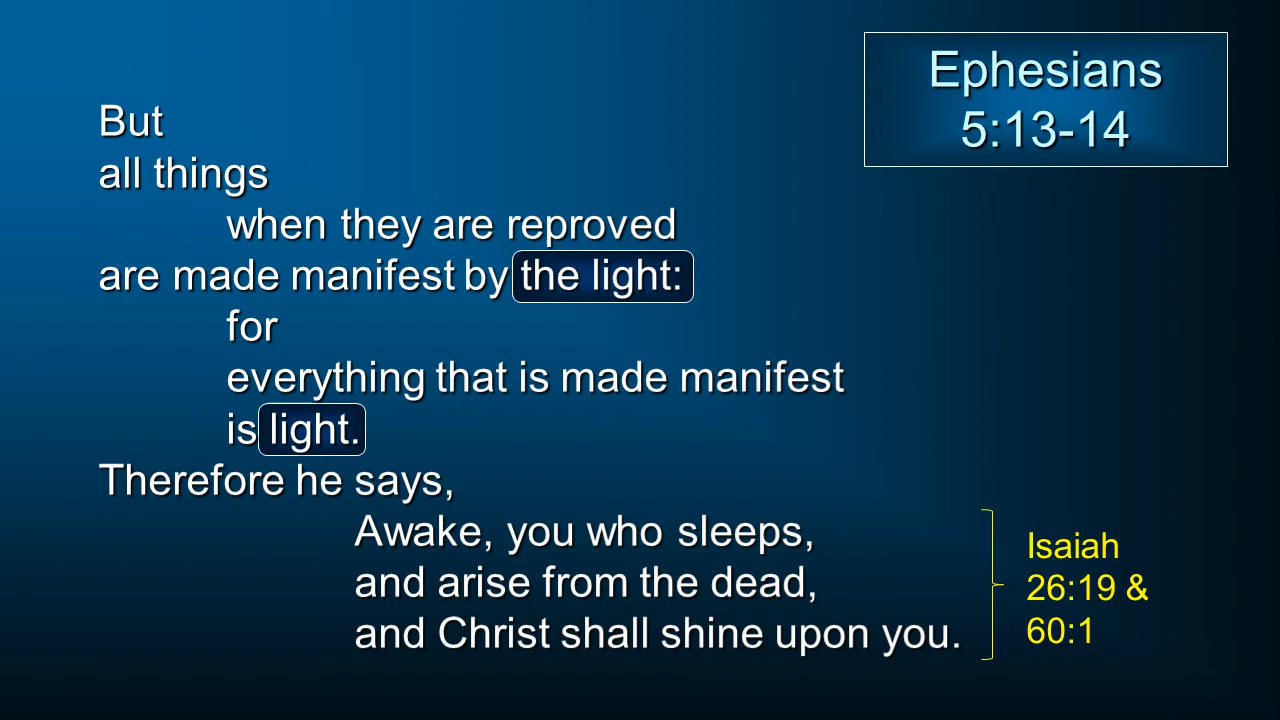 Ephesians
5:13-14
But
all things
when they are reproved
are made manifest by the light:
for
everything that is made manifest
is light.
Therefore he says,
Awake, you who sleeps,
and arise from the dead,
and Christ shall shine upon you.
Isaiah
26:19 &
60:1